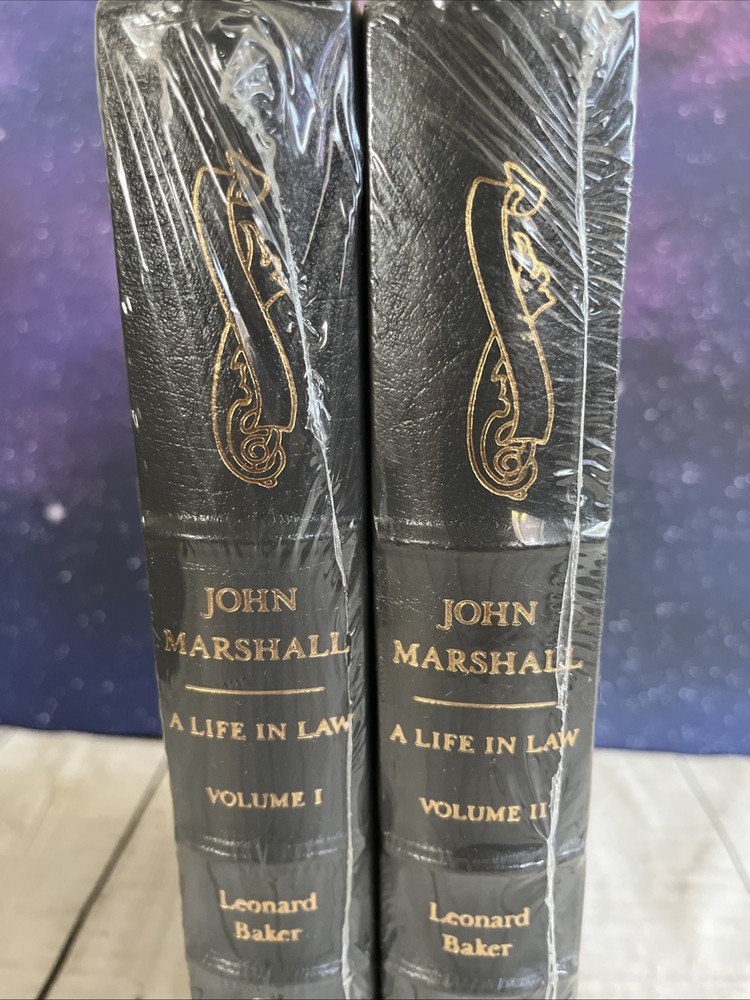 JOHN
MARSHALL
A LIFE IN LAW
VOLUME I
Leonard
Baker
JOHN
MARSHALL
A LIFE IN LAW
VOLUME II
Leonard
Baker